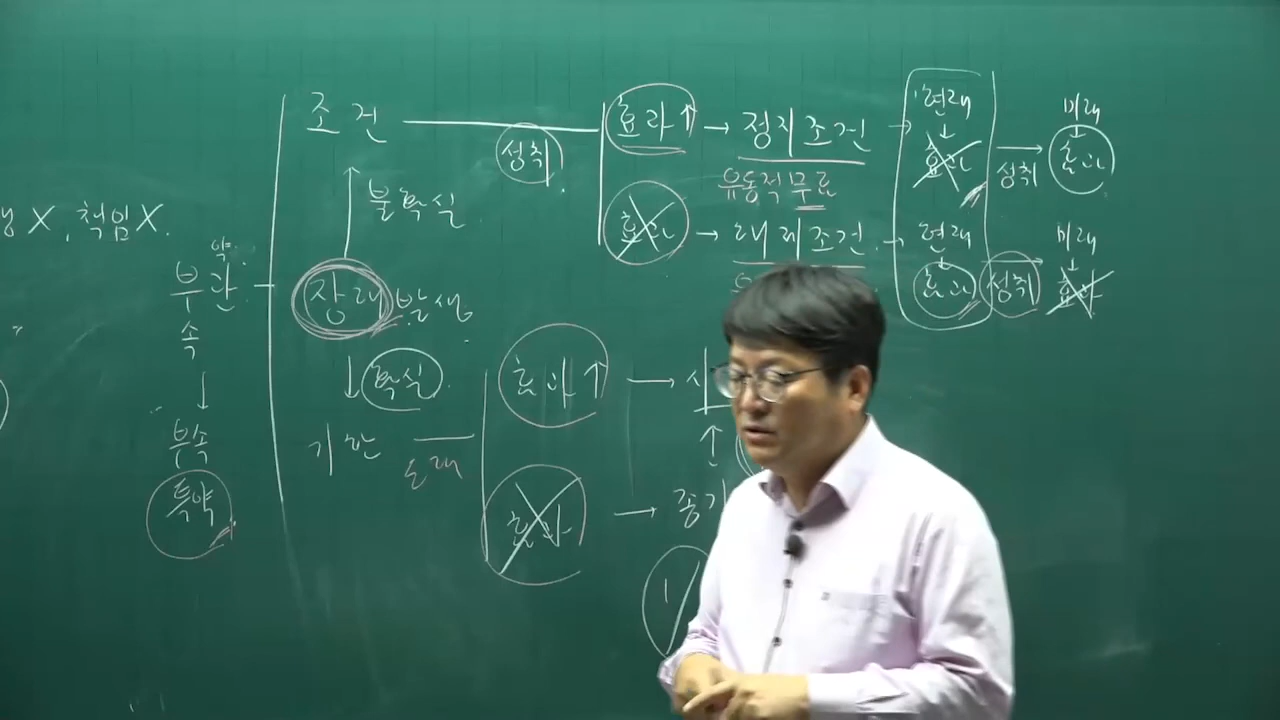 조건
성취
효과↑ → 정지조건 → 현재 ↓ 효과 → 성취 미래 ↓ 효과
유동적 무효
불확실
효과 → 해제조건 → 현재 ↓ 효과 → 성취 미래 ↓ 효과
X, 책임X.
약
부관
부속
↓
부속
특약
장래 발생
↓ 확실
기한
도래
효과↑ → 시
↑
효과 → 종기